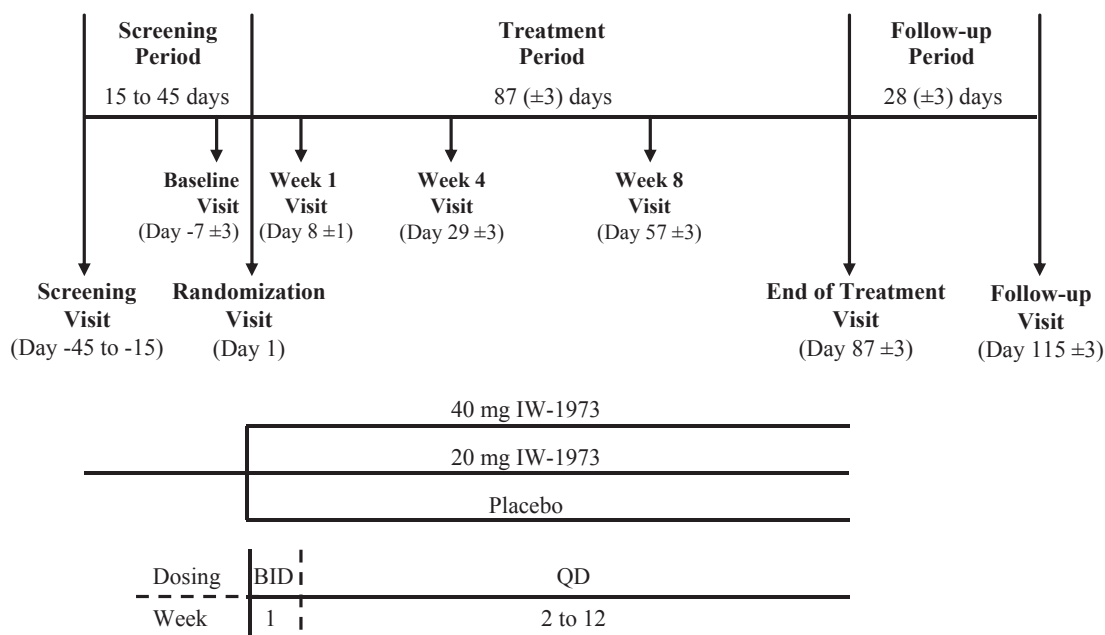 Screening
Period
Treatment
Period
Follow-up
Period
15 to 45 days
87 (±3) days
28 (±3) days
Baseline
Visit
(Day -7 ±3)
Week 1
Visit
(Day 8 ±1)
Week 4
Visit
(Day 29 ±3)
Week 8
Visit
(Day 57 ±3)
Screening
Visit
(Day -45 to -15)
Randomization
Visit
(Day 1)
End of Treatment
Visit
(Day 87 ±3)
Follow-up
Visit
(Day 115 ±3)
40 mg IW-1973
20 mg IW-1973
Placebo
Dosing BID QD
Week 1 2 to 12